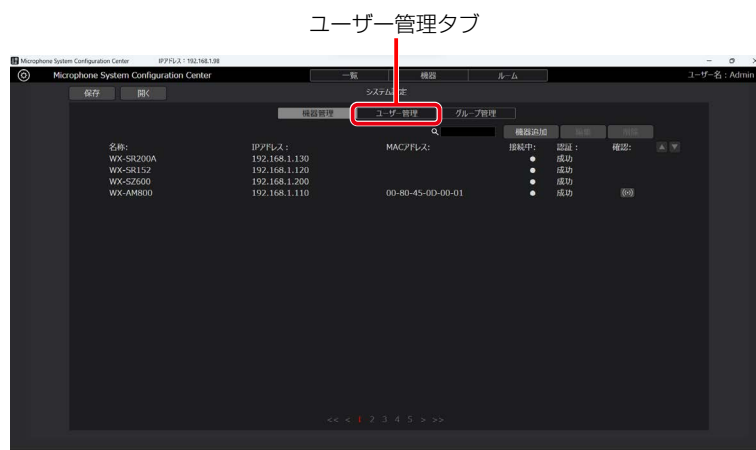 ユーザー管理タブ
Microphone System Configuration Center IPアドレス：192.168.1.98
Microphone System Configuration Center 一覧 機器 ルーム ユーザー名：Admin
保存 開く システム設定
機器管理 ユーザー管理 グループ管理
機器追加 編集 削除
名称: IPアドレス： MACアドレス: 接続中: 認証： 確認:
WX-SR200A 192.168.1.130 成功
WX-SR152 192.168.1.120 成功
WX-SZ600 192.168.1.200 成功
WX-AM800 192.168.1.110 00-80-45-0D-00-01 成功
<< < 1 2 3 4 5 > >>